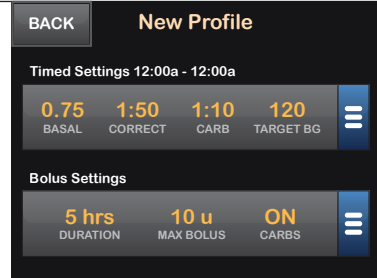 BACK
New Profile
Timed Settings 12:00a - 12:00a
0.75 1:50 1:10 120
BASAL CORRECT CARB TARGET BG
Bolus Settings
5 hrs 10 u ON
DURATION MAX BOLUS CARBS